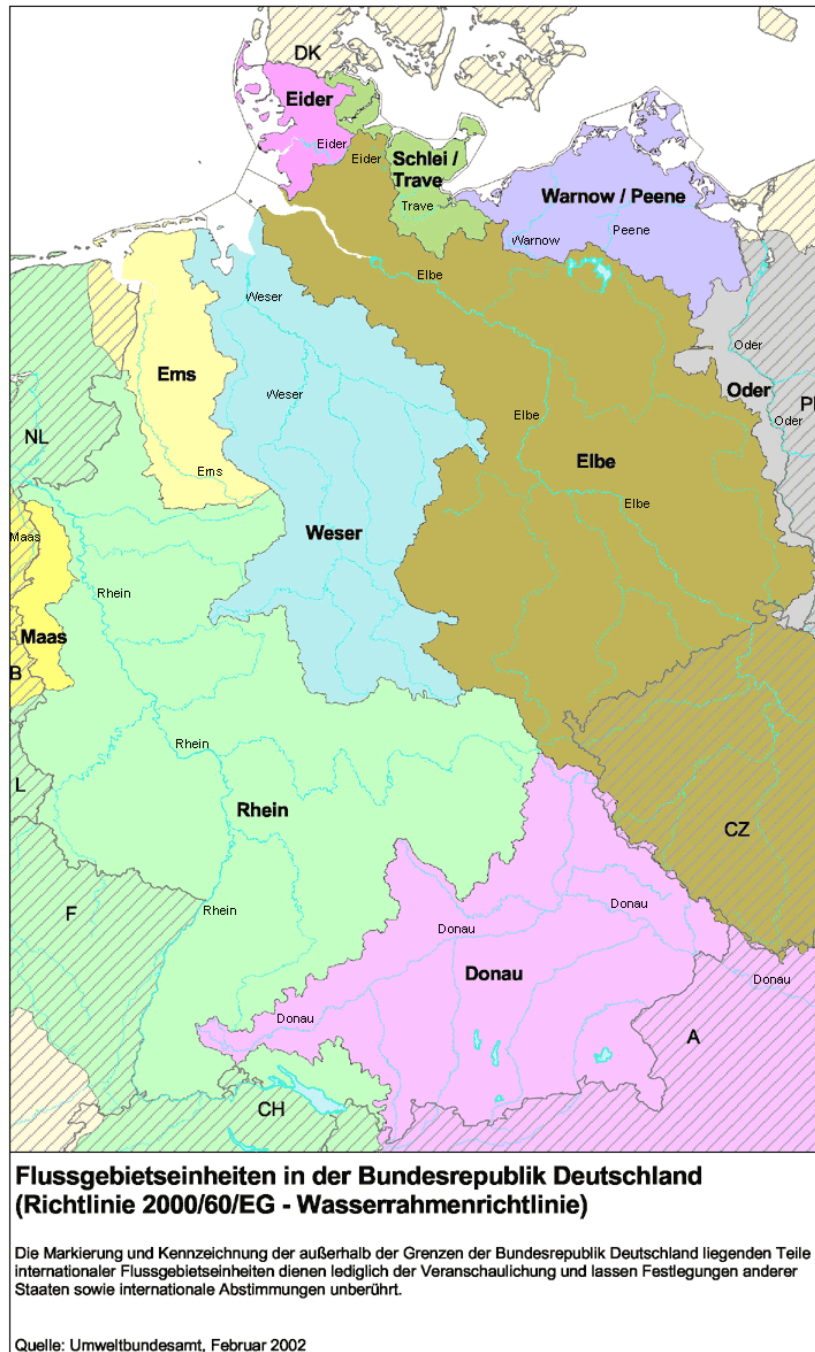 DK
Eider
Eider
Eider
Schlei /
Trave
Trave
Warnow / Peene
Warnow
Peene
Elbe
Weser
Oder
Ems
Weser
Oder
Oder
Elbe
NL
Ems
Elbe
Elbe
Weser
Maas
Rhein
Maas
B
Rhein
L
Rhein
CZ
F
Rhein
Donau
Donau
Donau
Donau
Donau
A
CH
Flussgebietseinheiten in der Bundesrepublik Deutschland
(Richtlinie 2000/60/EG - Wasserrahmenrichtlinie)
Die Markierung und Kennzeichnung der außerhalb der Grenzen der Bundesrepublik Deutschland liegenden Teile
internationaler Flussgebietseinheiten dienen lediglich der Veranschaulichung und lassen Festlegungen anderer
Staaten sowie internationale Abstimmungen unberührt.
Quelle: Umweltbundesamt, Februar 2002